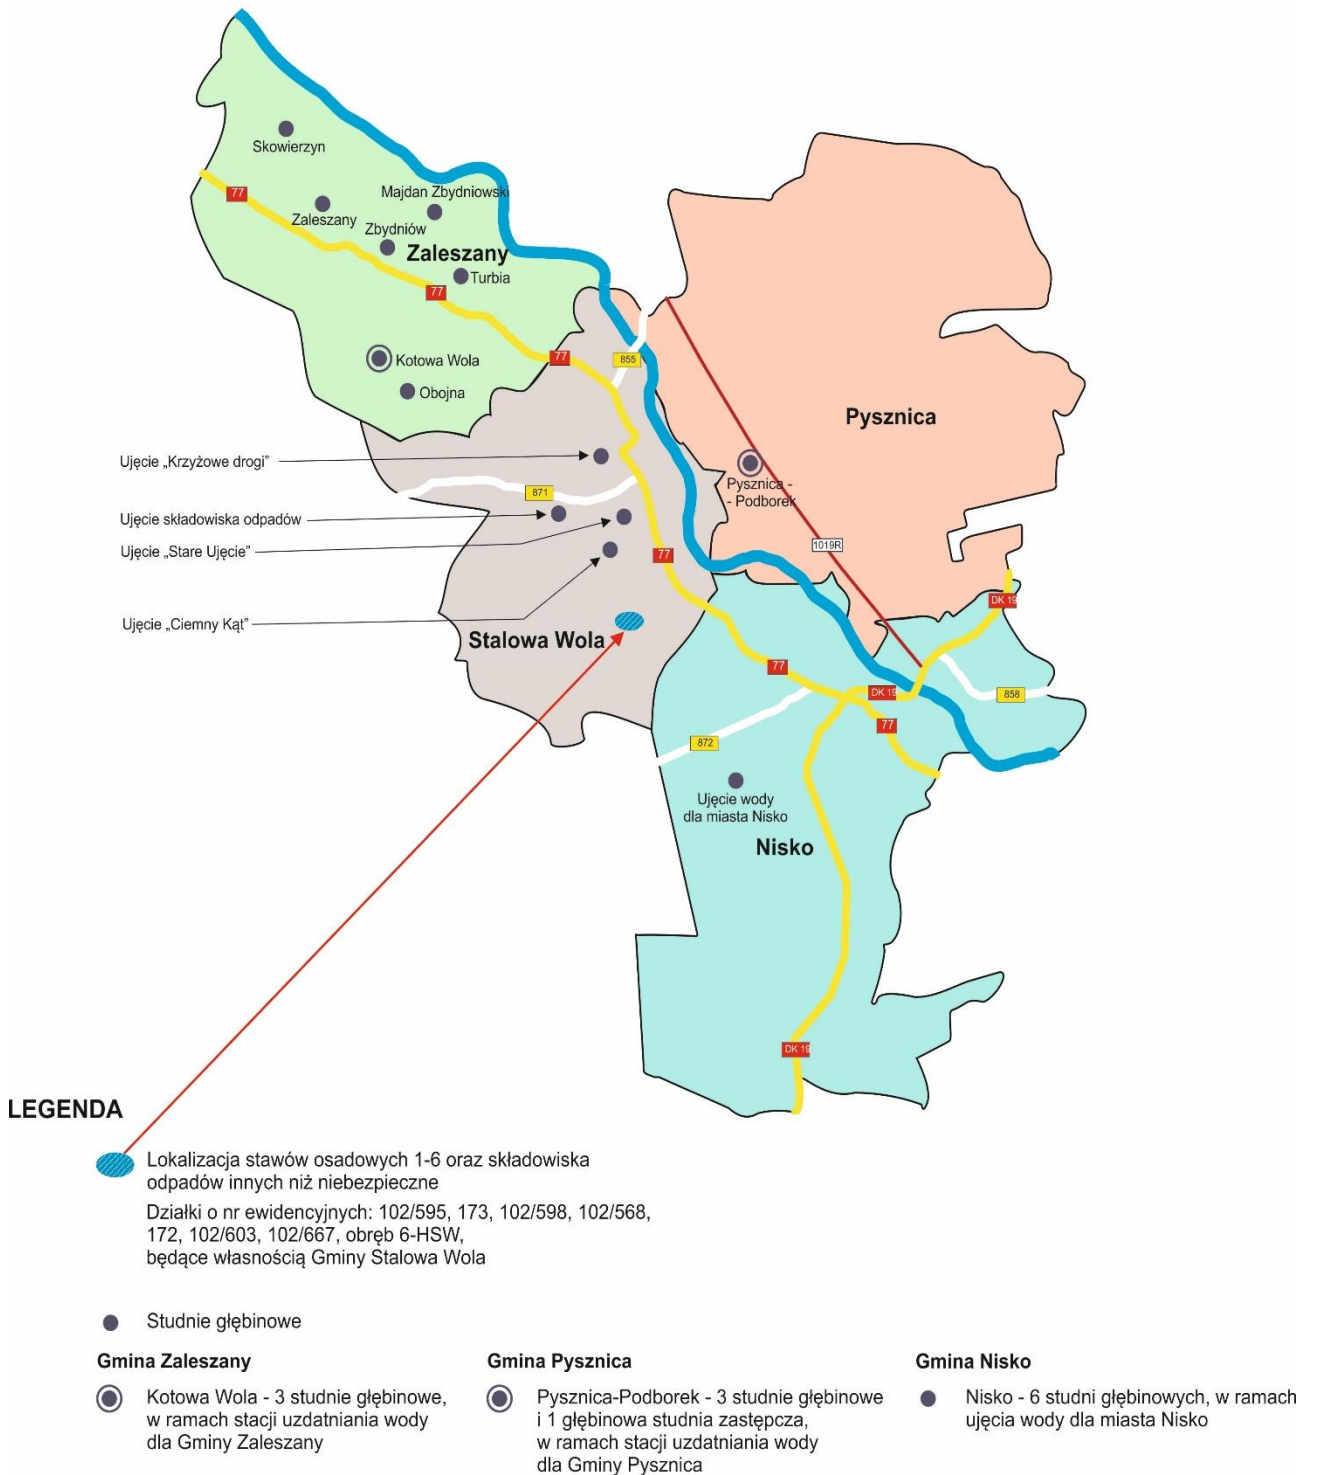 Skowierzyn
77
Majdan Zbydniowski
Zaleszany
Zbydniów
Zaleszany
Turbia
77
77
855
Kotowa Wola
Obojna
Pysznica
Ujęcie „Krzyżowe drogi”
Pysznica -
- Podborek
871
Ujęcie składowiska odpadów
Ujęcie „Stare Ujęcie”
77
1019R
Ujęcie „Ciemny Kąt”
DK 19
Stalowa Wola
77
DK 19
858
77
872
Ujęcie wody
dla miasta Nisko
Nisko
DK 19
LEGENDA
Lokalizacja stawów osadowych 1-6 oraz składowiska
odpadów innych niż niebezpieczne
Działki o nr ewidencyjnych: 102/595, 173, 102/598, 102/568,
172, 102/603, 102/667, obręb 6-HSW,
będące własnością Gminy Stalowa Wola
Studnie głębinowe
Gmina Zaleszany
Kotowa Wola - 3 studnie głębinowe,
w ramach stacji uzdatniania wody
dla Gminy Zaleszany
Gmina Pysznica
Pysznica-Podborek - 3 studnie głębinowe
i 1 głębinowa studnia zastępcza,
w ramach stacji uzdatniania wody
dla Gminy Pysznica
Gmina Nisko
Nisko - 6 studni głębinowych, w ramach
ujęcia wody dla miasta Nisko